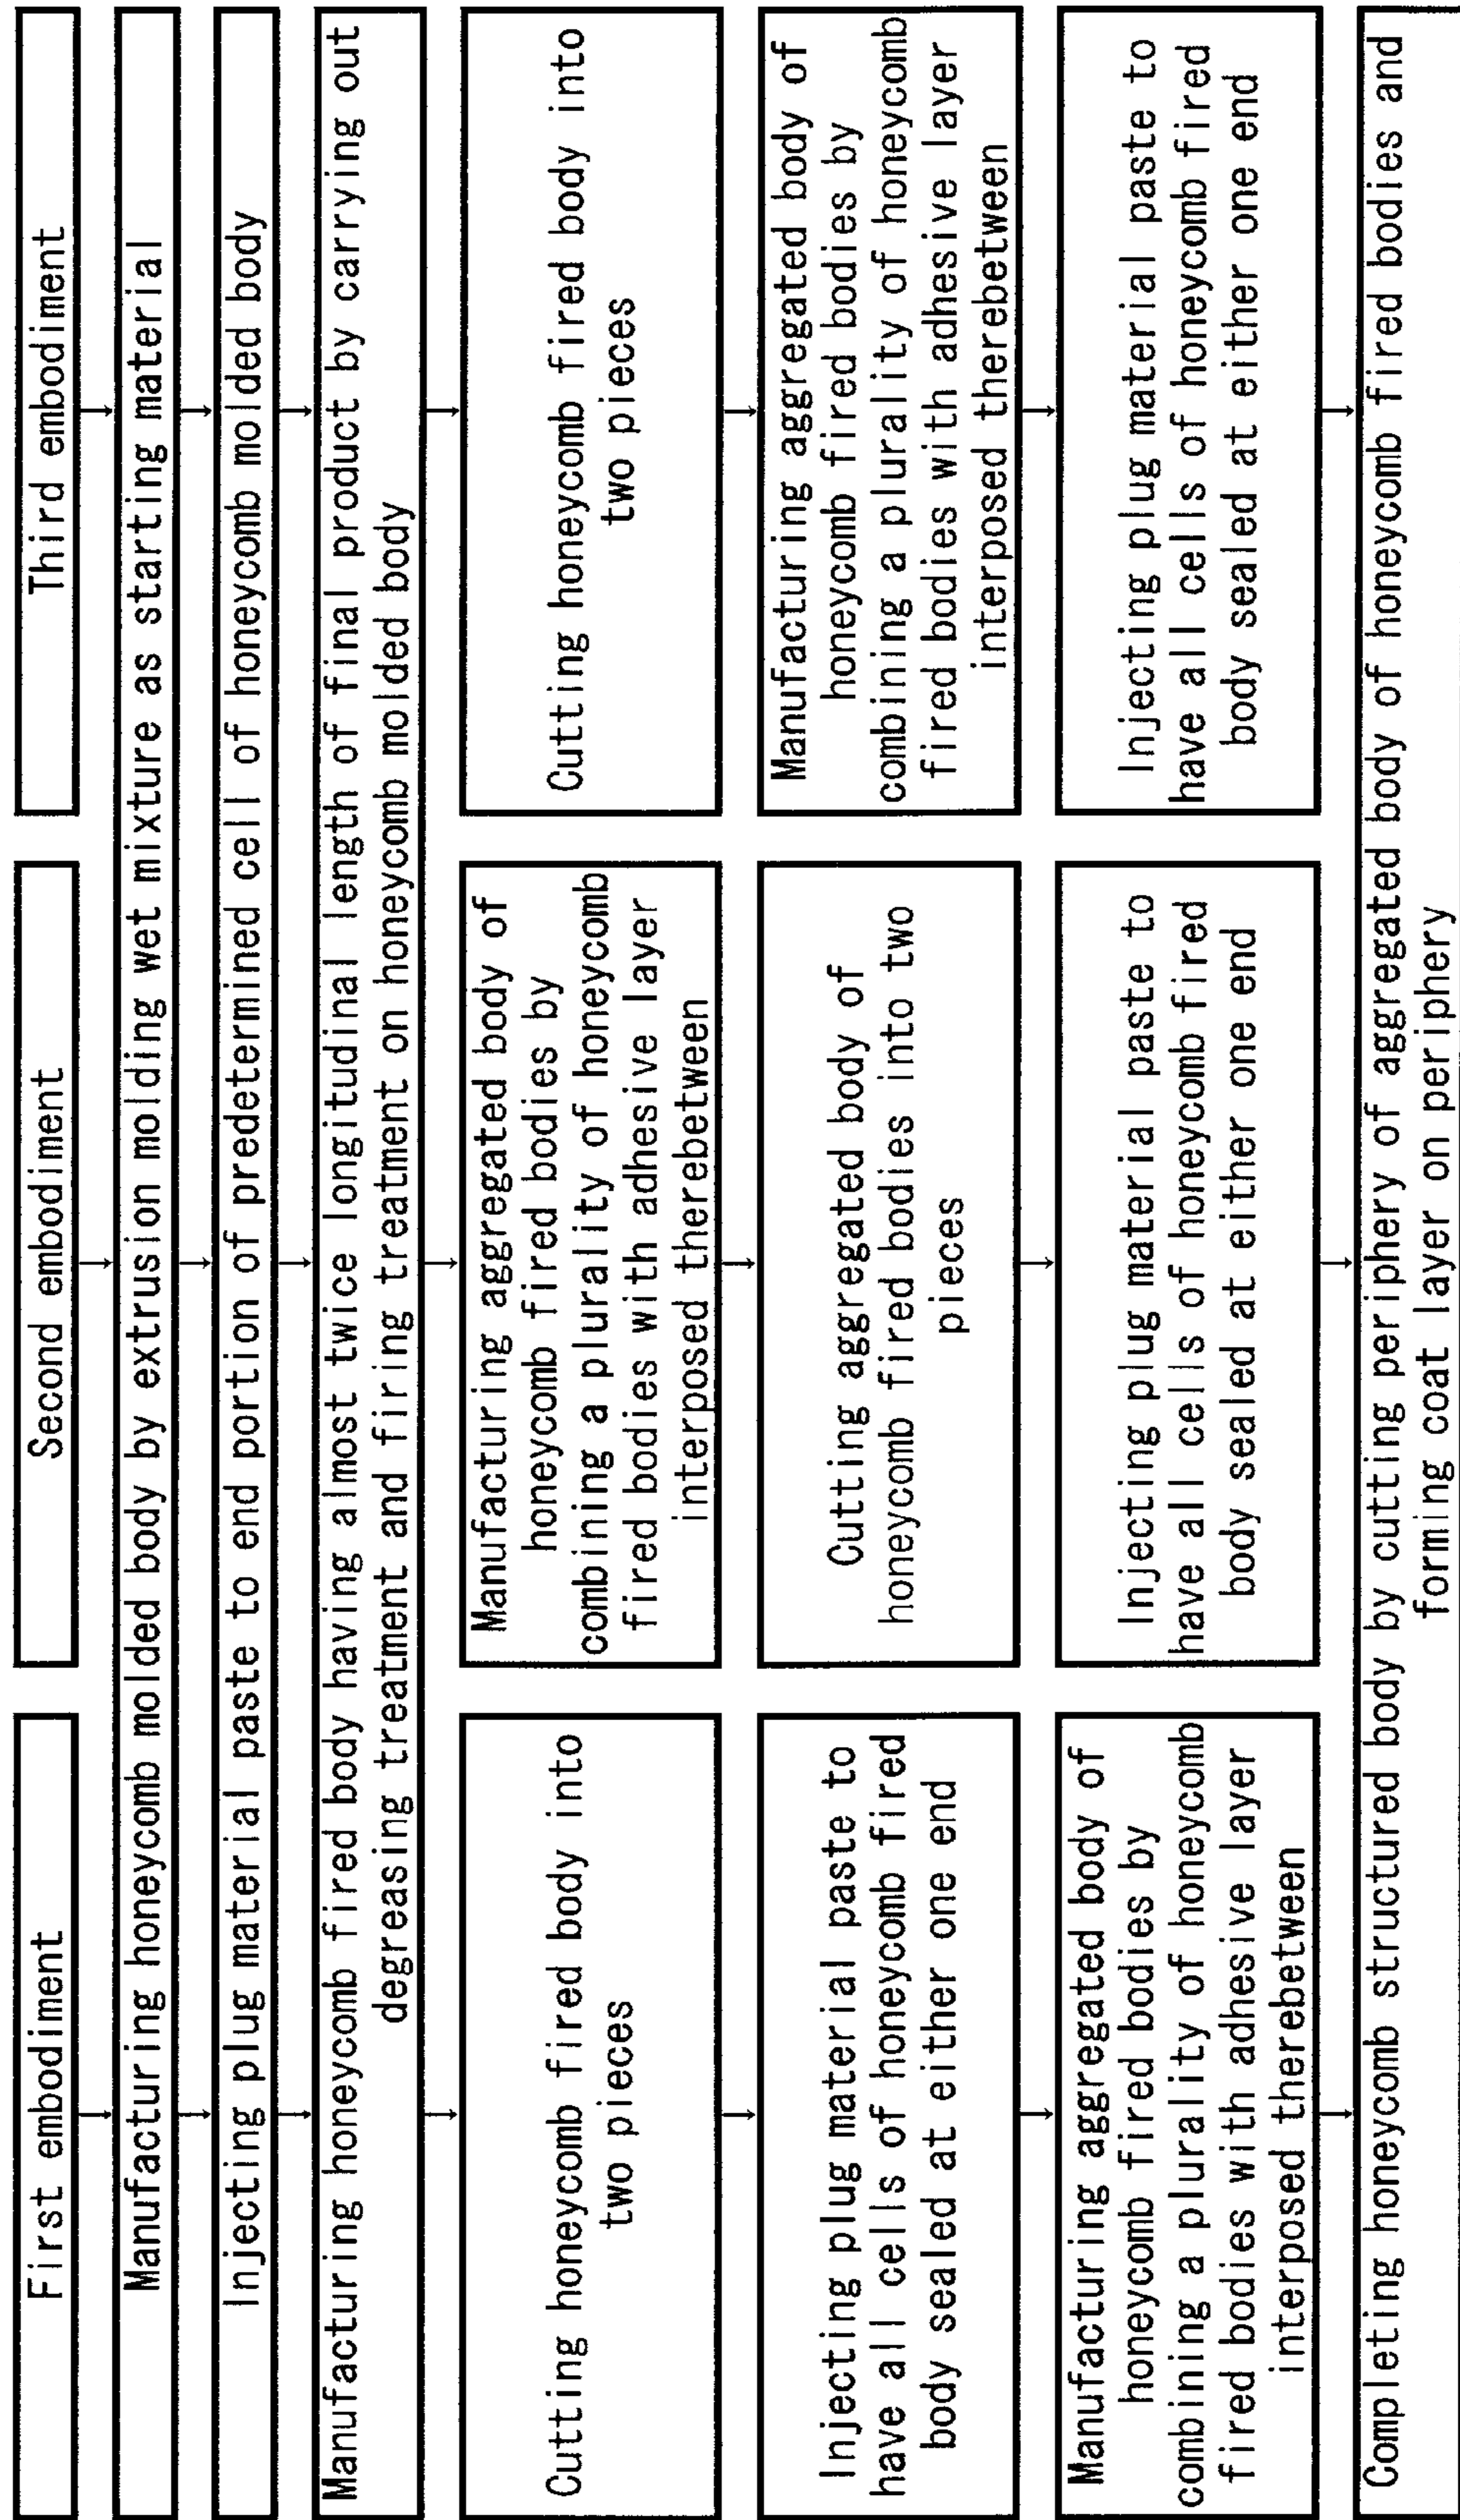 First embodiment
Second embodiment
Third embodiment
Manufacturing honeycomb molded body by extrusion molding wet mixture as starting material
Injecting plug material paste to end portion of predetermined cell of honeycomb molded body
Manufacturing honeycomb fired body having almost twice longitudinal length of final product by carrying out
degreasing treatment and firing treatment on honeycomb molded body
Cutting honeycomb fired body into
two pieces
Manufacturing aggregated body of
honeycomb fired bodies by
combining a plurality of honeycomb
fired bodies with adhesive layer
interposed therebetween
Cutting honeycomb fired body into
two pieces
Injecting plug material paste to
have all cells of honeycomb fired
body sealed at either one end
Cutting aggregated body of
honeycomb fired bodies into two
pieces
Manufacturing aggregated body of
honeycomb fired bodies by
combining a plurality of honeycomb
fired bodies with adhesive layer
interposed therebetween
Manufacturing aggregated body of
honeycomb fired bodies by
combining a plurality of honeycomb
fired bodies with adhesive layer
interposed therebetween
Injecting plug material paste to
have all cells of honeycomb fired
body sealed at either one end
Injecting plug material paste to
have all cells of honeycomb fired
body sealed at either one end
Completing honeycomb structured body by cutting periphery of aggregated body of honeycomb fired bodies and
forming coat layer on periphery